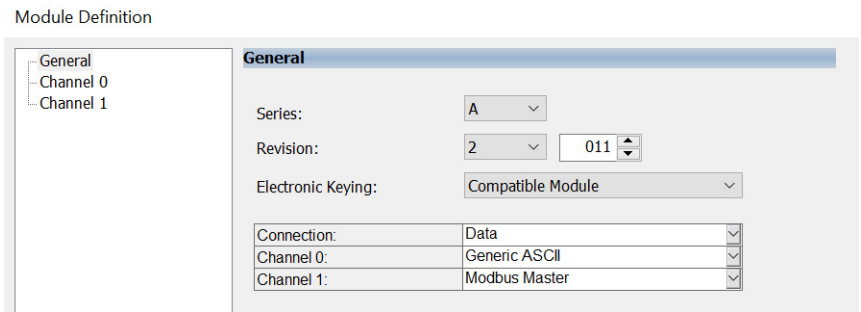 Module Definition
General
Channel 0
Channel 1
General
Series: A
Revision: 2 011
Electronic Keying: Compatible Module
Connection: Data
Channel 0: Generic ASCII
Channel 1: Modbus Master